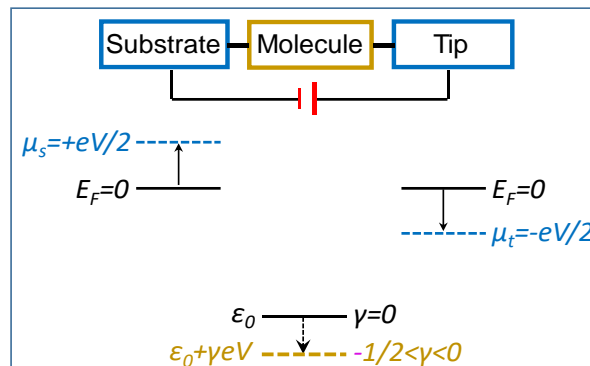 Substrate Molecule Tip
μs=+eV/2
EF=0 EF=0
μt=-eV/2
ε0 γ=0
ε0+γeV -1/2<γ<0